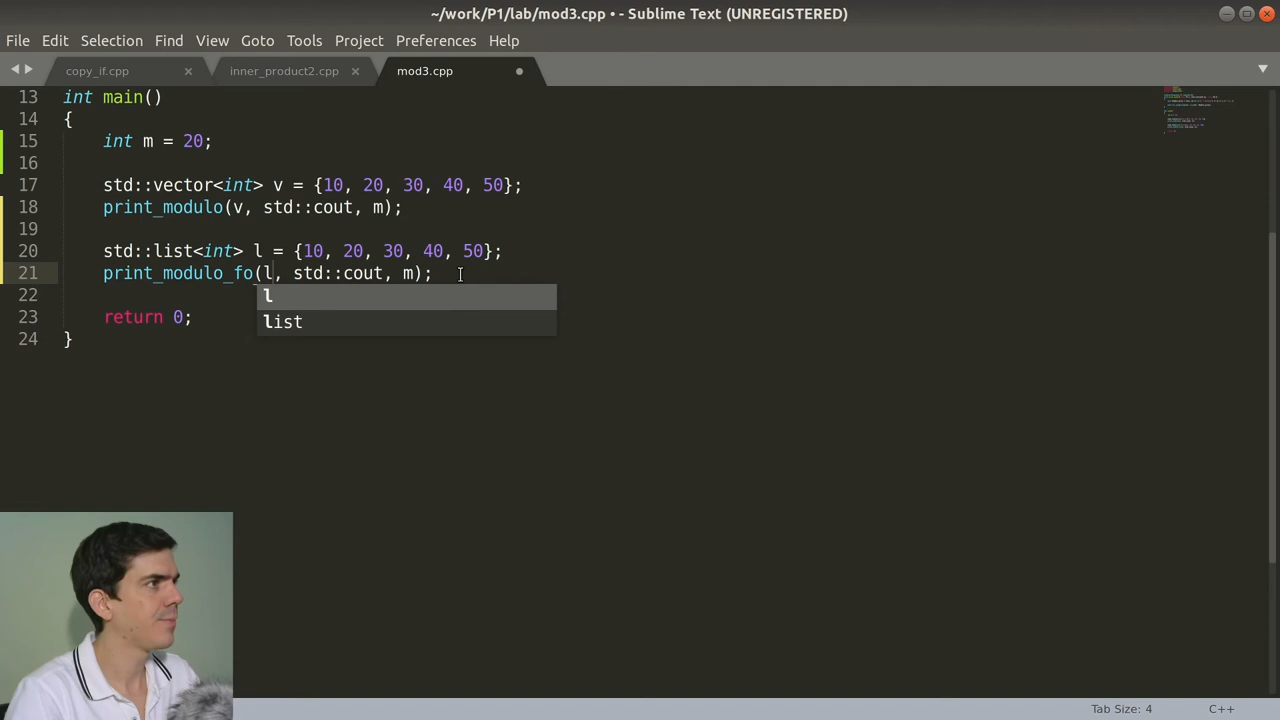 ~/work/P1/lab/mod3.cpp • - Sublime Text (UNREGISTERED)
File Edit Selection Find View Goto Tools Project Preferences Help
copy_if.cpp inner_product2.cpp mod3.cpp
13 int main()
14 {
15 int m = 20;
16
17 std::vector<int> v = {10, 20, 30, 40, 50};
18 print_modulo(v, std::cout, m);
19
20 std::list<int> l = {10, 20, 30, 40, 50};
21 print_modulo_fo(l, std::cout, m);
l
22
list
23 return 0;
24 }
Tab Size: 4 C++